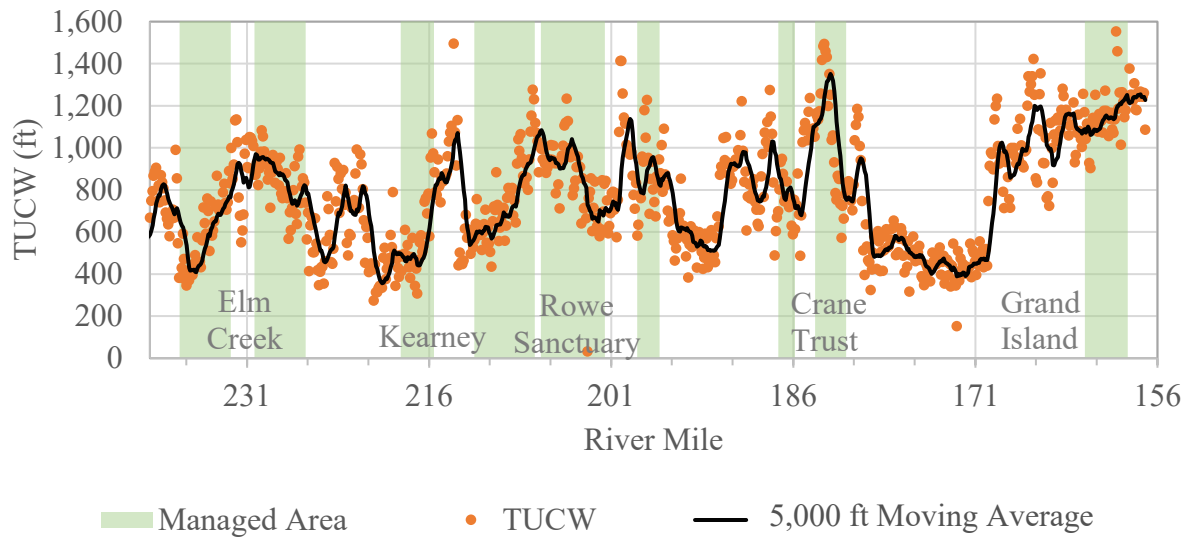 1,600
1,400
1,200
1,000
800
600
400
200
0
TUCW (ft)
Elm
Creek
Kearney
Rowe
Sanctuary
Crane
Trust
Grand
Island
231 216 201 186 171 156
River Mile
Managed Area TUCW 5,000 ft Moving Average